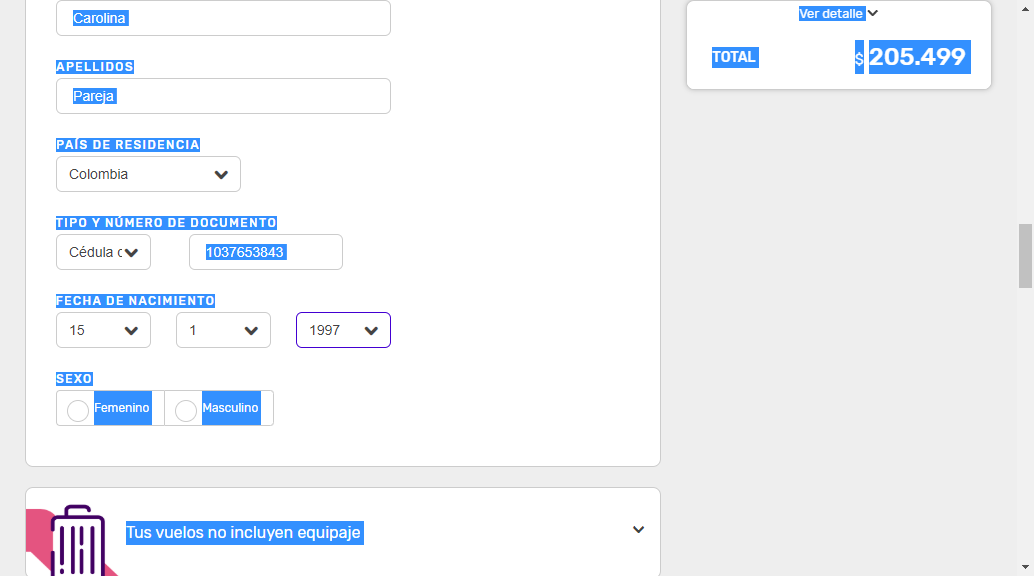 Carolina
Ver detalle
TOTAL $ 205.499
APELLIDOS
Pareja
PAÍS DE RESIDENCIA
Colombia
TIPO Y NÚMERO DE DOCUMENTO
Cédula c 1037653843
FECHA DE NACIMIENTO
15 1 1997
SEXO
Femenino Masculino
Tus vuelos no incluyen equipaje